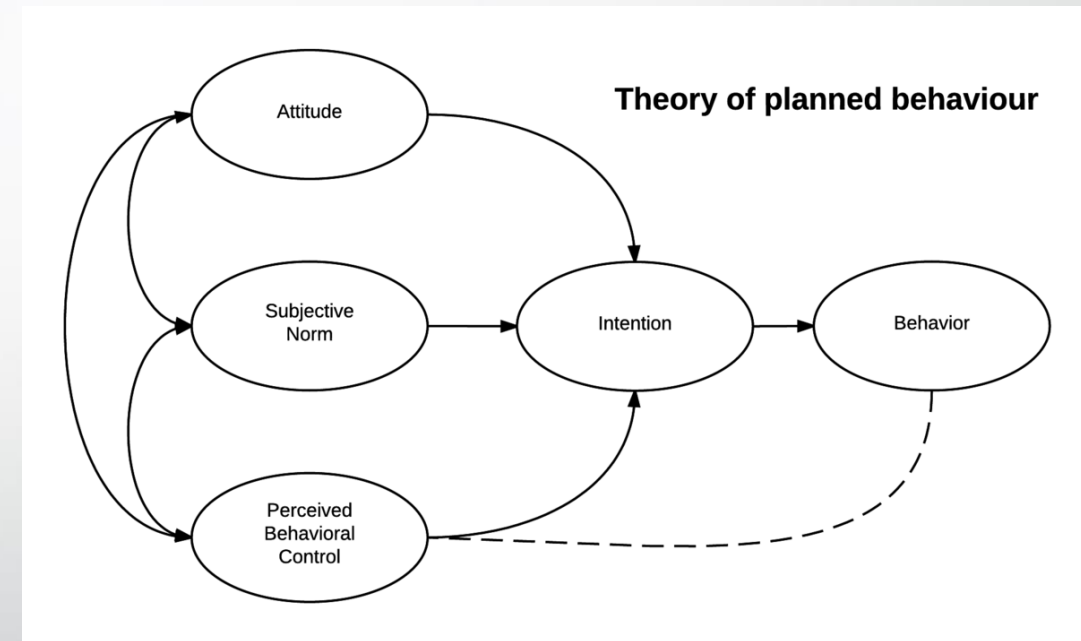 Theory of planned behaviour
Attitude
Subjective
Norm
Intention
Behavior
Perceived
Behavioral
Control